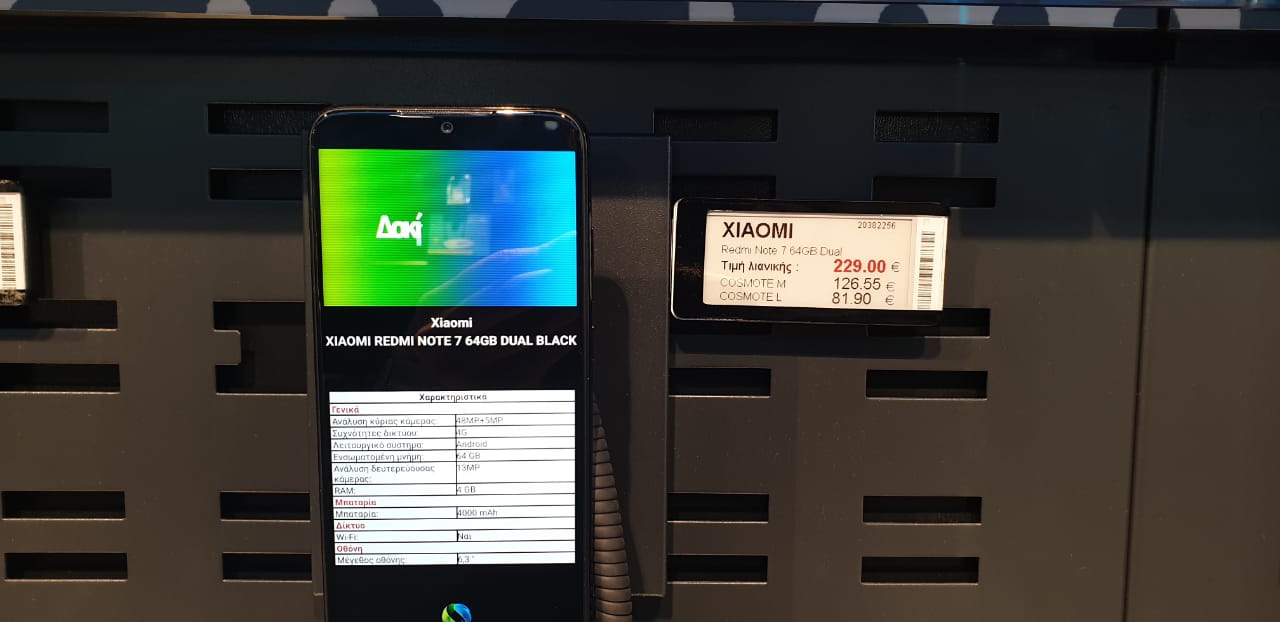 Δοκί
Xiaomi
XIAOMI REDMI NOTE 7 64GB DUAL BLACK
Χαρακτηριστικά
Γενικά
Ανάλυση κύριας κάμερας: 48MP+5MP
Συχνότητες δικτύου: 4G
Λειτουργικό σύστημα: Android
Ενσωματωμένη μνήμη: 64 GB
Ανάλυση δευτερεύουσας κάμερας: 13MP
RAM: 4 GB
Μπαταρία
Μπαταρία: 4000 mAh
Δίκτυο
Wi-Fi: Ναι
Οθόνη
Μέγεθος οθόνης: 6,3 "
XIAOMI 20382256
Redmi Note 7 64GB Dual
Τιμή λιανικής : 229.00 €
COSMOTE M 126.55 €
COSMOTE L 81.90 €